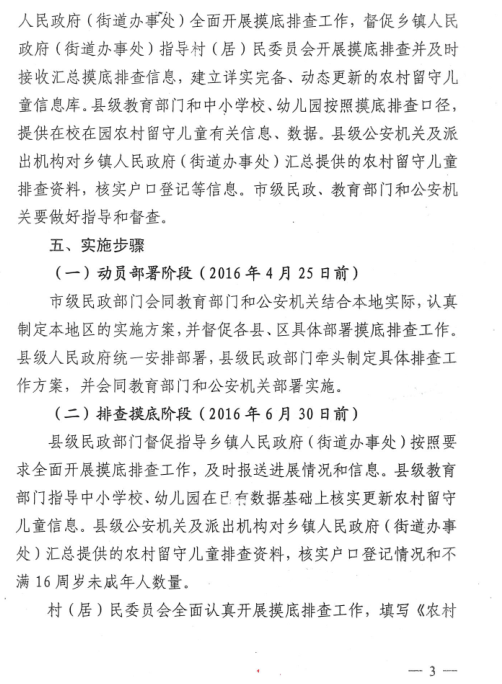 人民政府（街道办事处）全面开展摸底排查工作，督促乡镇人民
政府（街道办事处）指导村（居）民委员会开展摸底排查并及时
接收汇总摸底排查信息，建立详实完备、动态更新的农村留守儿
童信息库。县级教育部门和中小学校、幼儿园按照摸底排查口径，
提供在校在园农村留守儿童有关信息、数据。县级公安机关及派
出机构对乡镇人民政府（街道办事处）汇总提供的农村留守儿童
排查资料，核实户口登记等信息。市级民政、教育部门和公安机
关要做好指导和督查。
五、实施步骤
（一）动员部署阶段（2016 年 4 月 25 日前）
市级民政部门会同教育部门和公安机关结合本地实际，认真
制定本地区的实施方案，并督促各县、区具体部署摸底排查工作。
县级人民政府统一安排部署，县级民政部门牵头制定具体排查工
作方案，并会同教育部门和公安机关部署实施。
（二）排查摸底阶段（2016 年 6 月 30 日前）
县级民政部门督促指导乡镇人民政府（街道办事处）按照要
求全面开展摸底排查工作，及时报送进展情况和信息。县级教育
部门指导中小学校、幼儿园在已有数据基础上核实更新农村留守
儿童信息。县级公安机关及派出机构对乡镇人民政府（街道办事
处）汇总提供的农村留守儿童排查资料，核实户口登记情况和不
满 16 周岁未成年人数量。
村（居）民委员会全面认真开展摸底排查工作，填写《农村
— 3 —